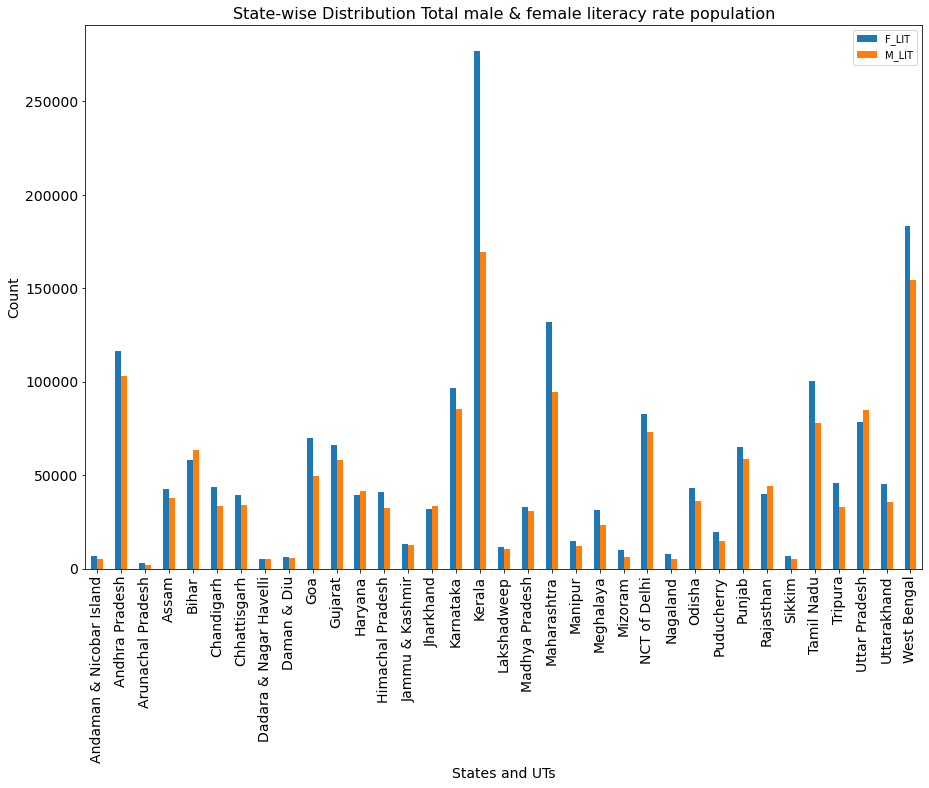 State-wise Distribution Total male & female literacy rate population
F_LIT
M_LIT
250000
200000
150000
100000
50000
0
Count
Andaman & Nicobar Island
Andhra Pradesh
Arunachal Pradesh
Assam
Bihar
Chandigarh
Chhattisgarh
Dadara & Nagar Havelli
Daman & Diu
Goa
Gujarat
Haryana
Himachal Pradesh
Jammu & Kashmir
Jharkhand
Karnataka
Kerala
Lakshadweep
Madhya Pradesh
Maharashtra
Manipur
Meghalaya
Mizoram
NCT of Delhi
Nagaland
Odisha
Puducherry
Punjab
Rajasthan
Sikkim
Tamil Nadu
Tripura
Uttar Pradesh
Uttarakhand
West Bengal
States and UTs